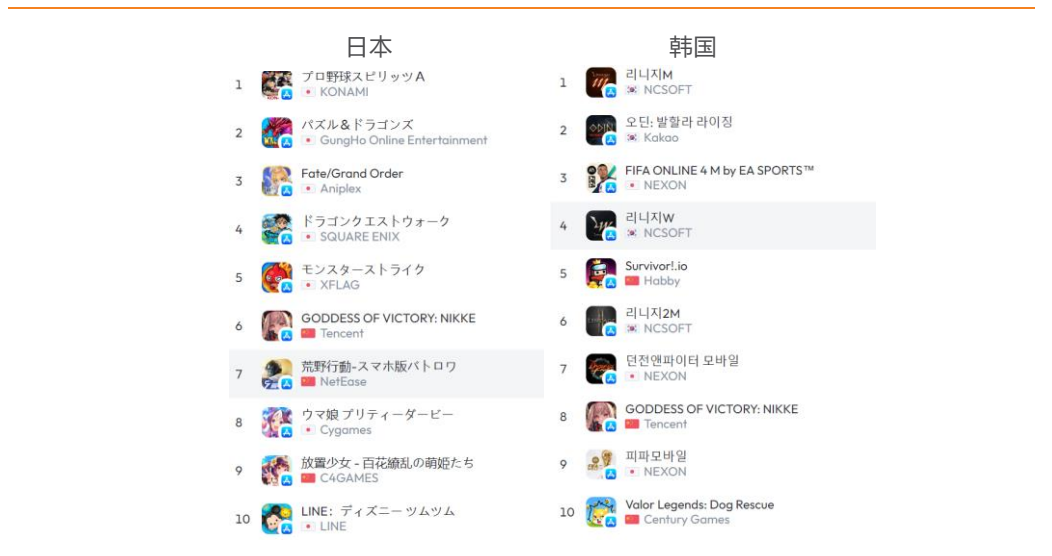 日本
1
プロ野球スピリッツA
KONAMI
2
パズル&ドラゴンズ
GungHo Online Entertainment
3
Fate/Grand Order
Aniplex
4
ドラゴンクエストウォーク
SQUARE ENIX
5
モンスターストライク
XFLAG
6
GODDESS OF VICTORY: NIKKE
Tencent
7
荒野行動-スマホ版バトロワ
NetEase
8
ウマ娘 プリティーダービー
Cygames
9
放置少女 - 百花繚乱の萌姫たち
C4GAMES
10
LINE：ディズニー ツムツム
LINE
韩国
1
리니지M
NCSOFT
2
오딘: 발할라 라이징
Kakao
3
FIFA ONLINE 4 M by EA SPORTS™
NEXON
4
리니지W
NCSOFT
5
Survivor!.io
Habby
6
리니지2M
NCSOFT
7
던전앤파이터 모바일
NEXON
8
GODDESS OF VICTORY: NIKKE
Tencent
9
피파모바일
NEXON
10
Valor Legends: Dog Rescue
Century Games